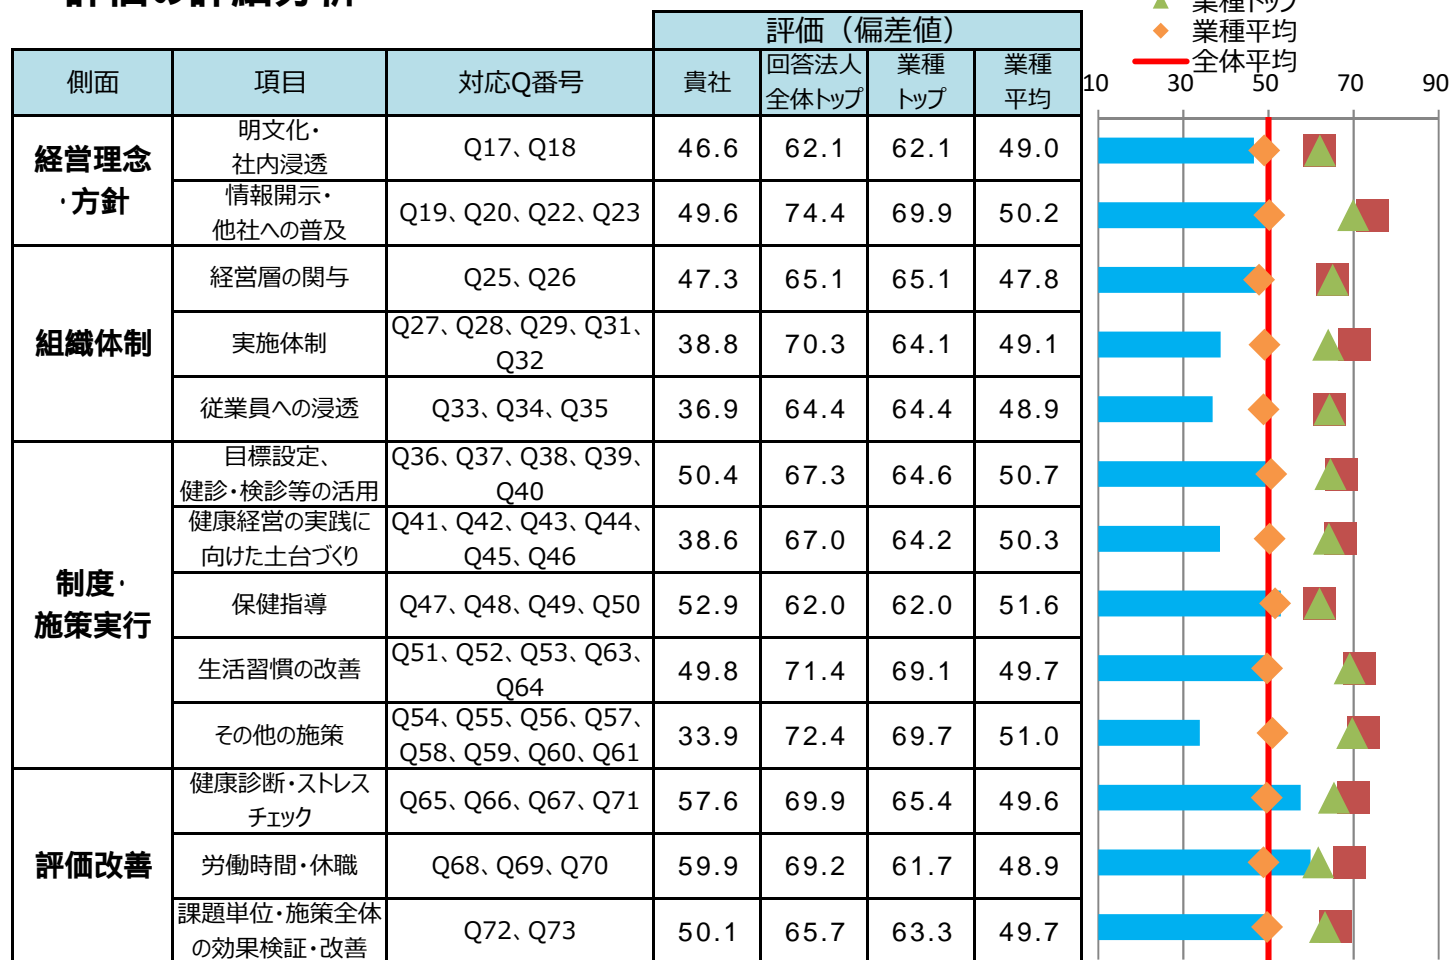 評価の詳細分析
業種トップ
業種平均
全体平均
評価（偏差値）
側面 項目 対応Q番号 貴社 回答法人全体トップ 業種トップ 業種平均
10 30 50 70 90
経営理念・方針
明文化・社内浸透 Q17、Q18 46.6 62.1 62.1 49.0
情報開示・他社への普及 Q19、Q20、Q22、Q23 49.6 74.4 69.9 50.2
組織体制
経営層の関与 Q25、Q26 47.3 65.1 65.1 47.8
実施体制 Q27、Q28、Q29、Q31、Q32 38.8 70.3 64.1 49.1
従業員への浸透 Q33、Q34、Q35 36.9 64.4 64.4 48.9
制度・施策実行
目標設定、健診・検診等の活用 Q36、Q37、Q38、Q39、Q40 50.4 67.3 64.6 50.7
健康経営の実践に向けた土台づくり Q41、Q42、Q43、Q44、Q45、Q46 38.6 67.0 64.2 50.3
保健指導 Q47、Q48、Q49、Q50 52.9 62.0 62.0 51.6
生活習慣の改善 Q51、Q52、Q53、Q63、Q64 49.8 71.4 69.1 49.7
その他の施策 Q54、Q55、Q56、Q57、Q58、Q59、Q60、Q61 33.9 72.4 69.7 51.0
評価改善
健康診断・ストレスチェック Q65、Q66、Q67、Q71 57.6 69.9 65.4 49.6
労働時間・休職 Q68、Q69、Q70 59.9 69.2 61.7 48.9
課題単位・施策全体の効果検証・改善 Q72、Q73 50.1 65.7 63.3 49.7